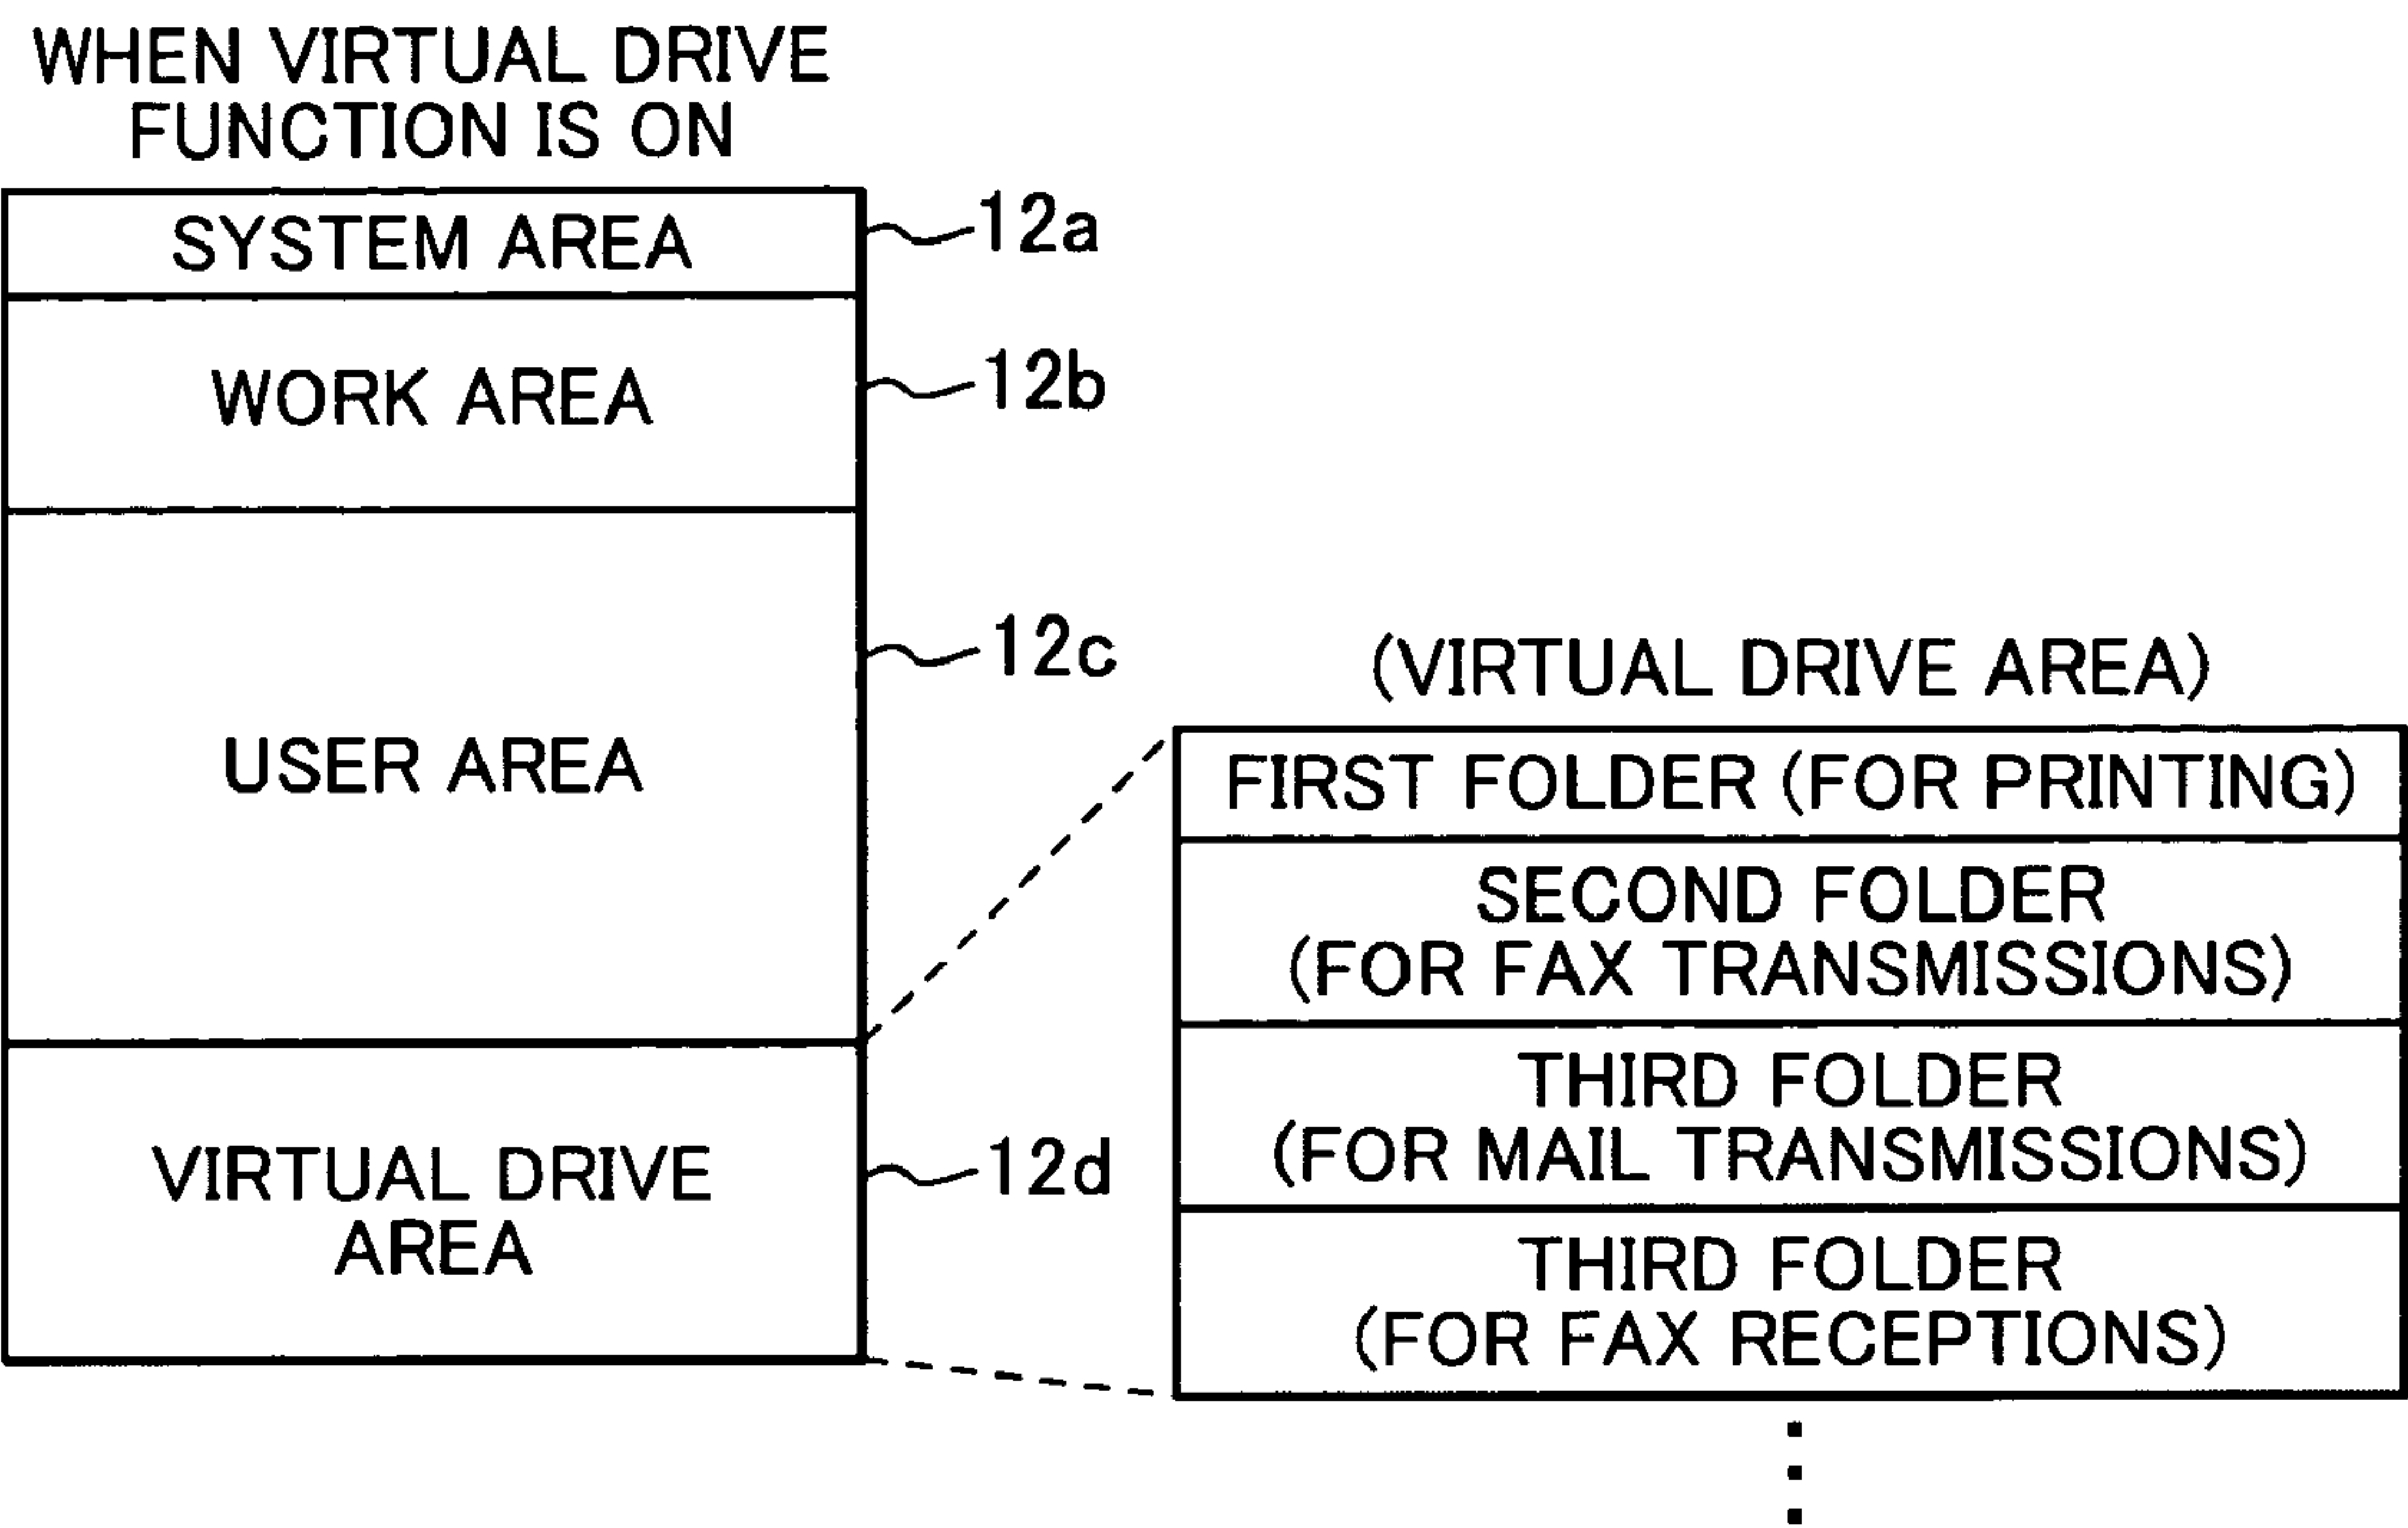 WHEN VIRTUAL DRIVE
FUNCTION IS ON
SYSTEM AREA
12a
WORK AREA
12b
USER AREA
12c
VIRTUAL DRIVE
AREA
12d
(VIRTUAL DRIVE AREA)
FIRST FOLDER (FOR PRINTING)
SECOND FOLDER
(FOR FAX TRANSMISSIONS)
THIRD FOLDER
(FOR MAIL TRANSMISSIONS)
THIRD FOLDER
(FOR FAX RECEPTIONS)